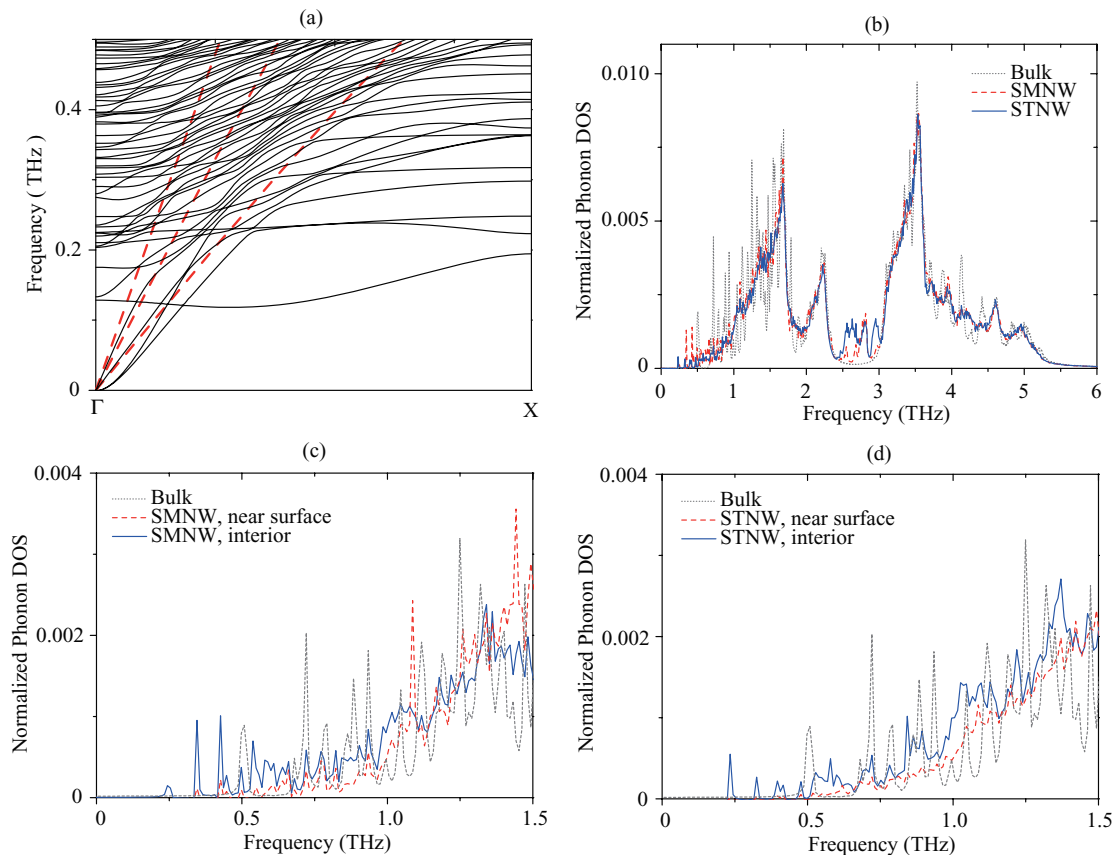 (a)
0.4
0.2
0
Frequency ( THz)
Γ
X
(b)
0.010
0.005
0
Normalized Phonon DOS
Bulk
SMNW
STNW
1
2
3
4
5
6
Frequency (THz)
(c)
0.004
0.002
0
Normalized Phonon DOS
Bulk
SMNW, near surface
SMNW, interior
0
0.5
1.0
1.5
Frequency (THz)
(d)
0.004
0.002
0
Normalized Phonon DOS
Bulk
STNW, near surface
STNW, interior
0
0.5
1.0
1.5
Frequency (THz)